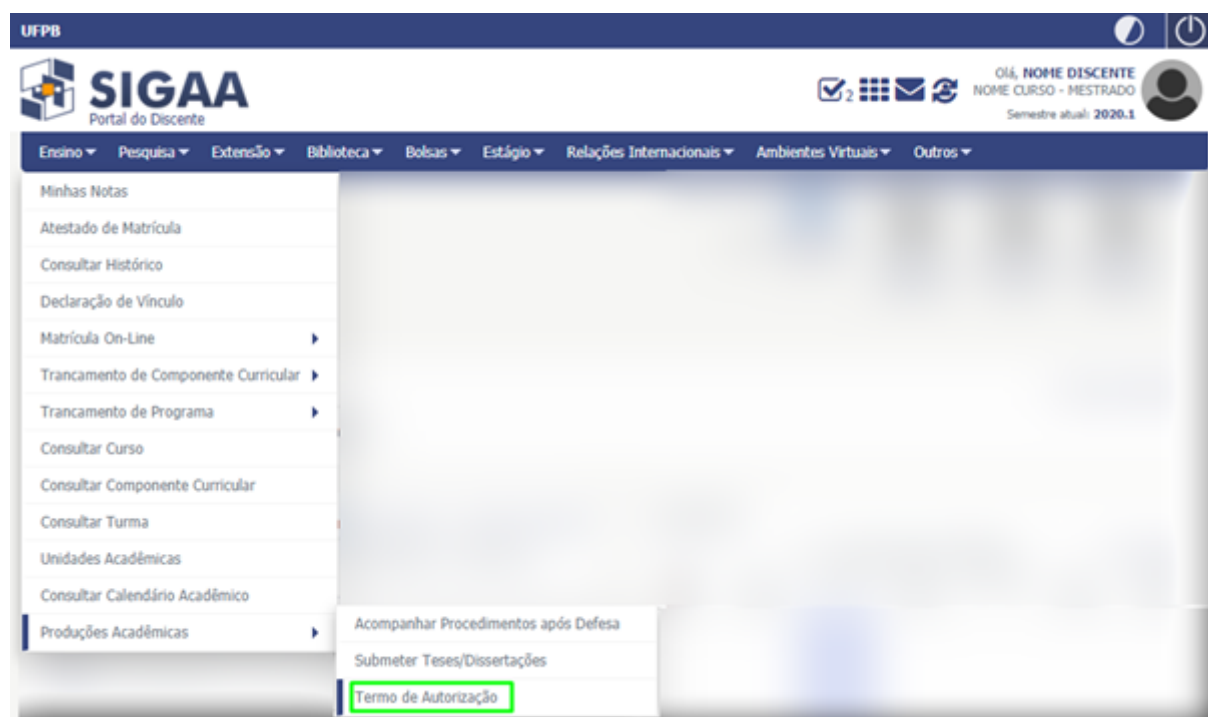 UFPB
SIGAA
Portal do Discente
2
Olá, NOME DISCENTE
NOME CURSO - MESTRADO
Semestre atual: 2020.1
Ensino Pesquisa Extensão Biblioteca Bolsas Estágio Relações Internacionais Ambientes Virtuais Outros
Minhas Notas
Atestado de Matrícula
Consultar Histórico
Declaração de Vínculo
Matrícula On-Line
Trancamento de Componente Curricular
Trancamento de Programa
Consultar Curso
Consultar Componente Curricular
Consultar Turma
Unidades Acadêmicas
Consultar Calendário Acadêmico
Produções Acadêmicas
Acompanhar Procedimentos após Defesa
Submeter Teses/Dissertações
Termo de Autorização